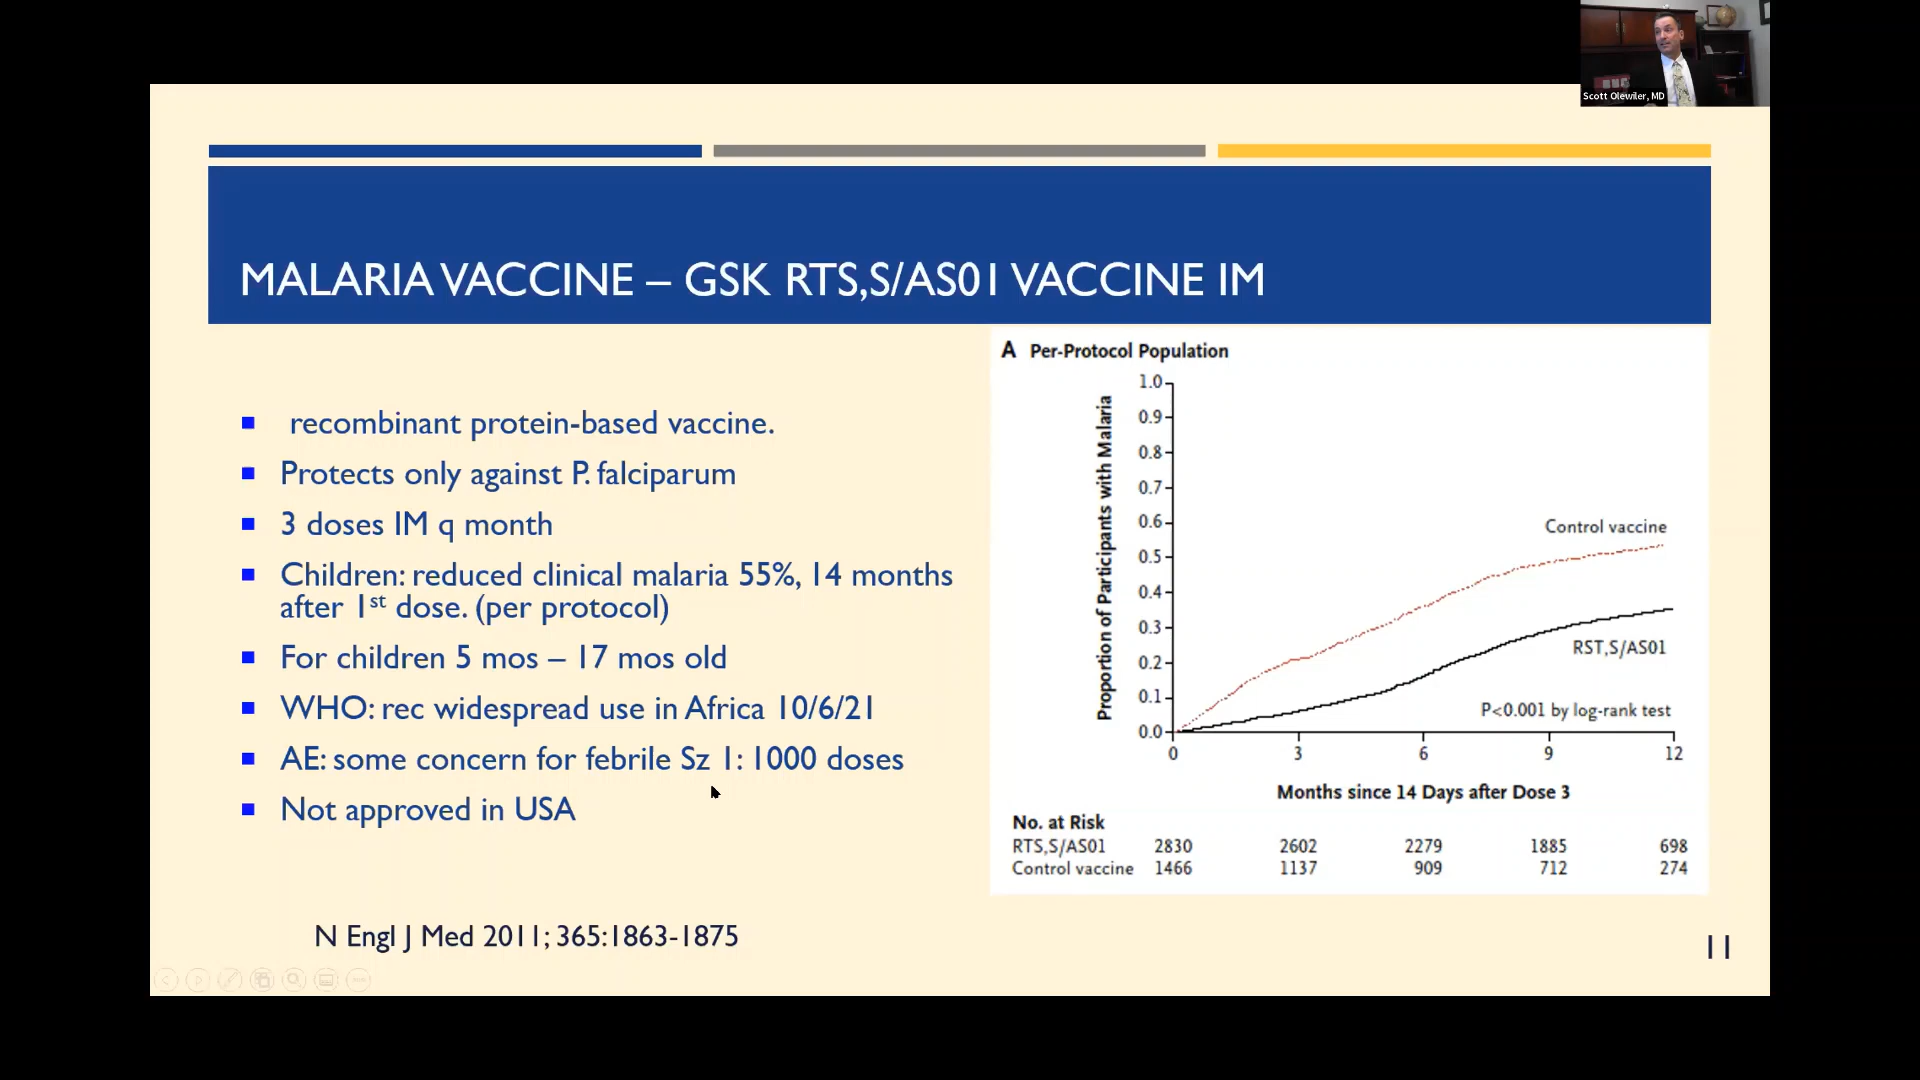 Scott Olewiler, MD
MALARIA VACCINE – GSK RTS,S/AS01 VACCINE IM
recombinant protein-based vaccine.
Protects only against P. falciparum
3 doses IM q month
Children: reduced clinical malaria 55%, 14 months
after 1st dose. (per protocol)
For children 5 mos – 17 mos old
WHO: rec widespread use in Africa 10/6/21
AE: some concern for febrile Sz 1: 1000 doses
Not approved in USA
N Engl J Med 2011; 365:1863-1875
A Per-Protocol Population
Proportion of Participants with Malaria
1.0
0.9
0.8
0.7
0.6
0.5
0.4
0.3
0.2
0.1
0.0
Control vaccine
RST,S/AS01
P<0.001 by log-rank test
0 3 6 9 12
Months since 14 Days after Dose 3
No. at Risk
RTS,S/AS01 2830 2602 2279 1885 698
Control vaccine 1466 1137 909 712 274
11